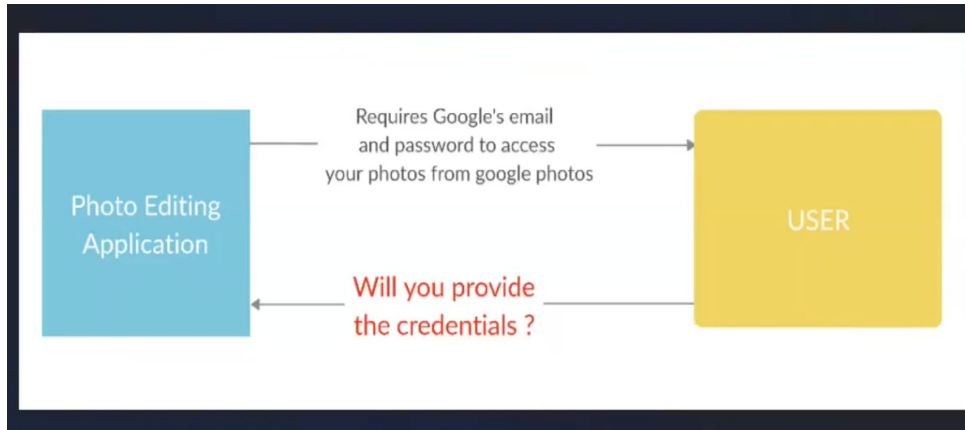 Requires Google's email
and password to access
your photos from google photos
Photo Editing
Application
USER
Will you provide
the credentials ?